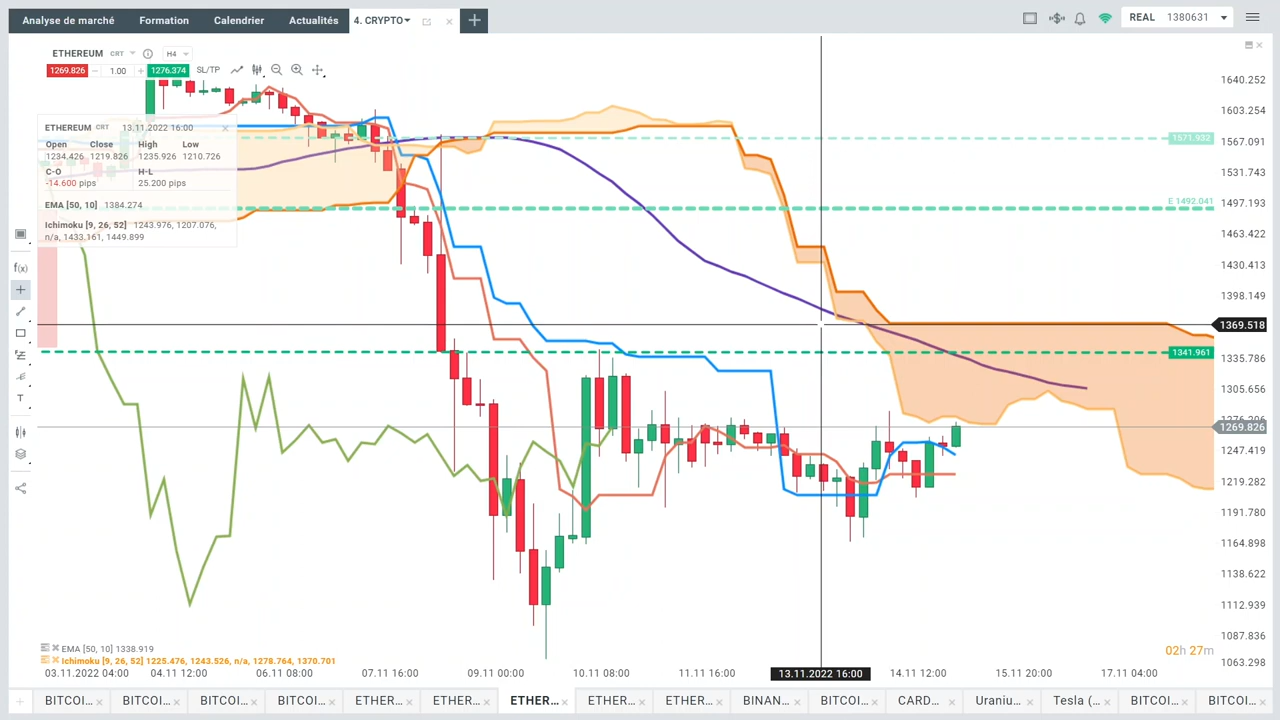 Analyse de marché Formation Calendrier Actualités 4. CRYPTO REAL 1380631
ETHEREUM CRT H4
1269.826 1.00 1276.374 SL/TP
ETHEREUM CRT 13.11.2022 16:00
Open Close High Low
1234.426 1219.826 1235.926 1210.726
C-O H-L
-14.600 pips 25.200 pips
EMA [50, 10] 1384.274
Ichimoku [9, 26, 52] 1243.976, 1207.076,
n/a, 1433.161, 1449.899
f(x)
T
1640.252
1603.254
1571.932
1567.091
1531.743
E 1492.041
1497.193
1463.422
1430.413
1398.149
1369.518
1341.961
1335.786
1305.656
1276.206
1269.826
1247.419
1219.282
1191.780
1164.898
1138.622
1112.939
1087.836
1063.298
02h 27m
EMA [50, 10] 1338.919
Ichimoku [9, 26, 52] 1225.476, 1243.526, n/a, 1278.764, 1370.701
03.11.2022 04.11 12:00 06.11 08:00 07.11 16:00 09.11 00:00 10.11 08:00 11.11 16:00 13.11.2022 16:00 14.11 12:00 15.11 20:00 17.11 04:00
BITCOI... BITCOI... BITCOI... BITCOI... ETHER... ETHER... ETHER... ETHER... ETHER... BINAN... BITCOI... CARD... Uraniu... Tesla (... BITCOI... BITCOI...